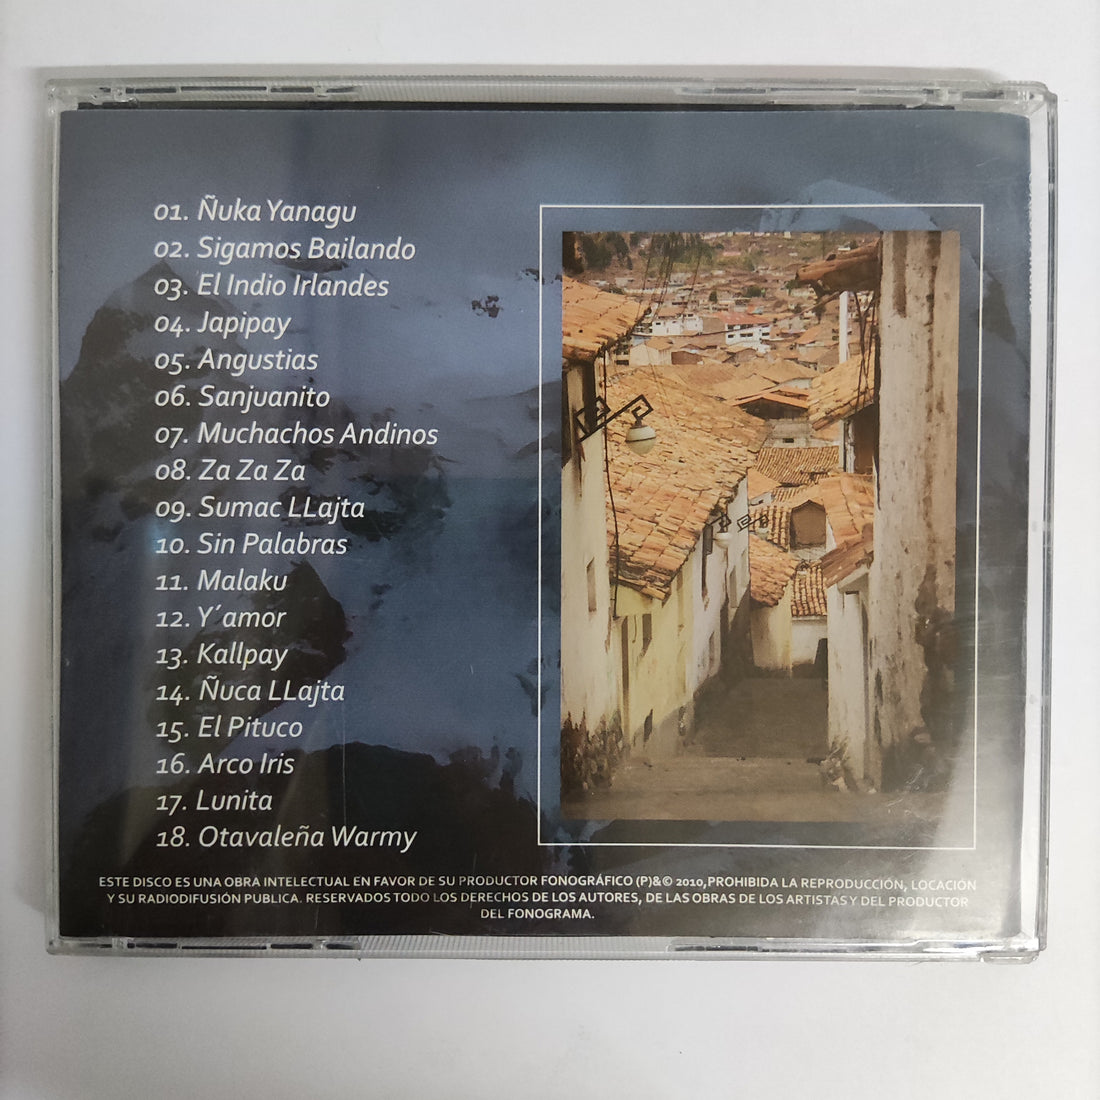 01. Ñuka Yanagu
02. Sigamos Bailando
03. El Indio Irlandes
04. Japipay
05. Angustias
06. Sanjuanito
07. Muchachos Andinos
08. Za Za Za
09. Sumac LLajta
10. Sin Palabras
11. Malaku
12. Y´amor
13. Kallpay
14. Ñuca LLajta
15. El Pituco
16. Arco Iris
17. Lunita
18. Otavaleña Warmy
ESTE DISCO ES UNA OBRA INTELECTUAL EN FAVOR DE SU PRODUCTOR FONOGRÁFICO (P)&© 2010,PROHIBIDA LA REPRODUCCIÓN, LOCACIÓN
Y SU RADIODIFUSIÓN PUBLICA. RESERVADOS TODO LOS DERECHOS DE LOS AUTORES, DE LAS OBRAS DE LOS ARTISTAS Y DEL PRODUCTOR
DEL FONOGRAMA.